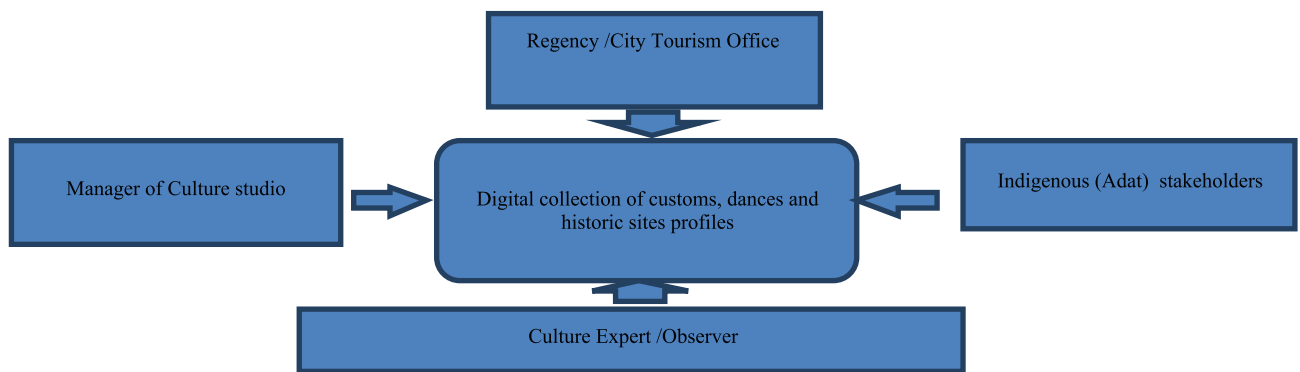 Regency /City Tourism Office
Manager of Culture studio
Digital collection of customs, dances and
historic sites profiles
Indigenous (Adat)  stakeholders
Culture Expert /Observer